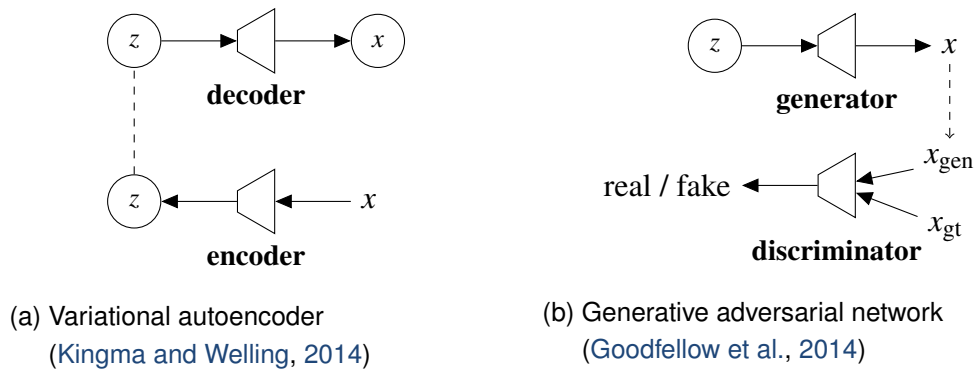 z
x
decoder
z
x
encoder
(a) Variational autoencoder
(Kingma and Welling, 2014)
z
x
generator
x_gen
real / fake
x_gt
discriminator
(b) Generative adversarial network
(Goodfellow et al., 2014)